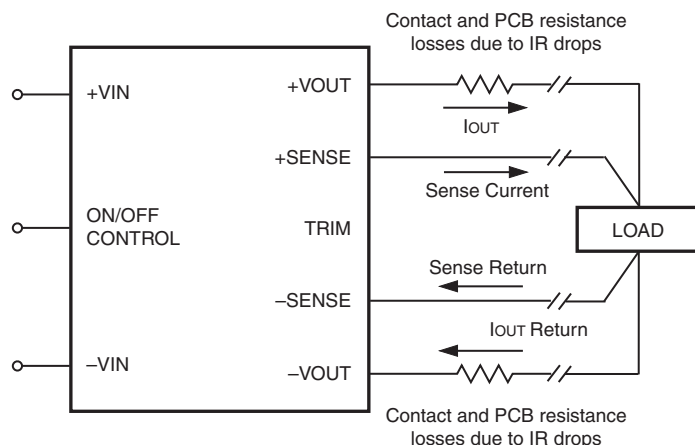 Contact and PCB resistance
losses due to IR drops
+VOUT
+VIN
IOUT
+SENSE
Sense Current
ON/OFF
CONTROL
TRIM
LOAD
Sense Return
–SENSE
IOUT Return
–VIN
–VOUT
Contact and PCB resistance
losses due to IR drops